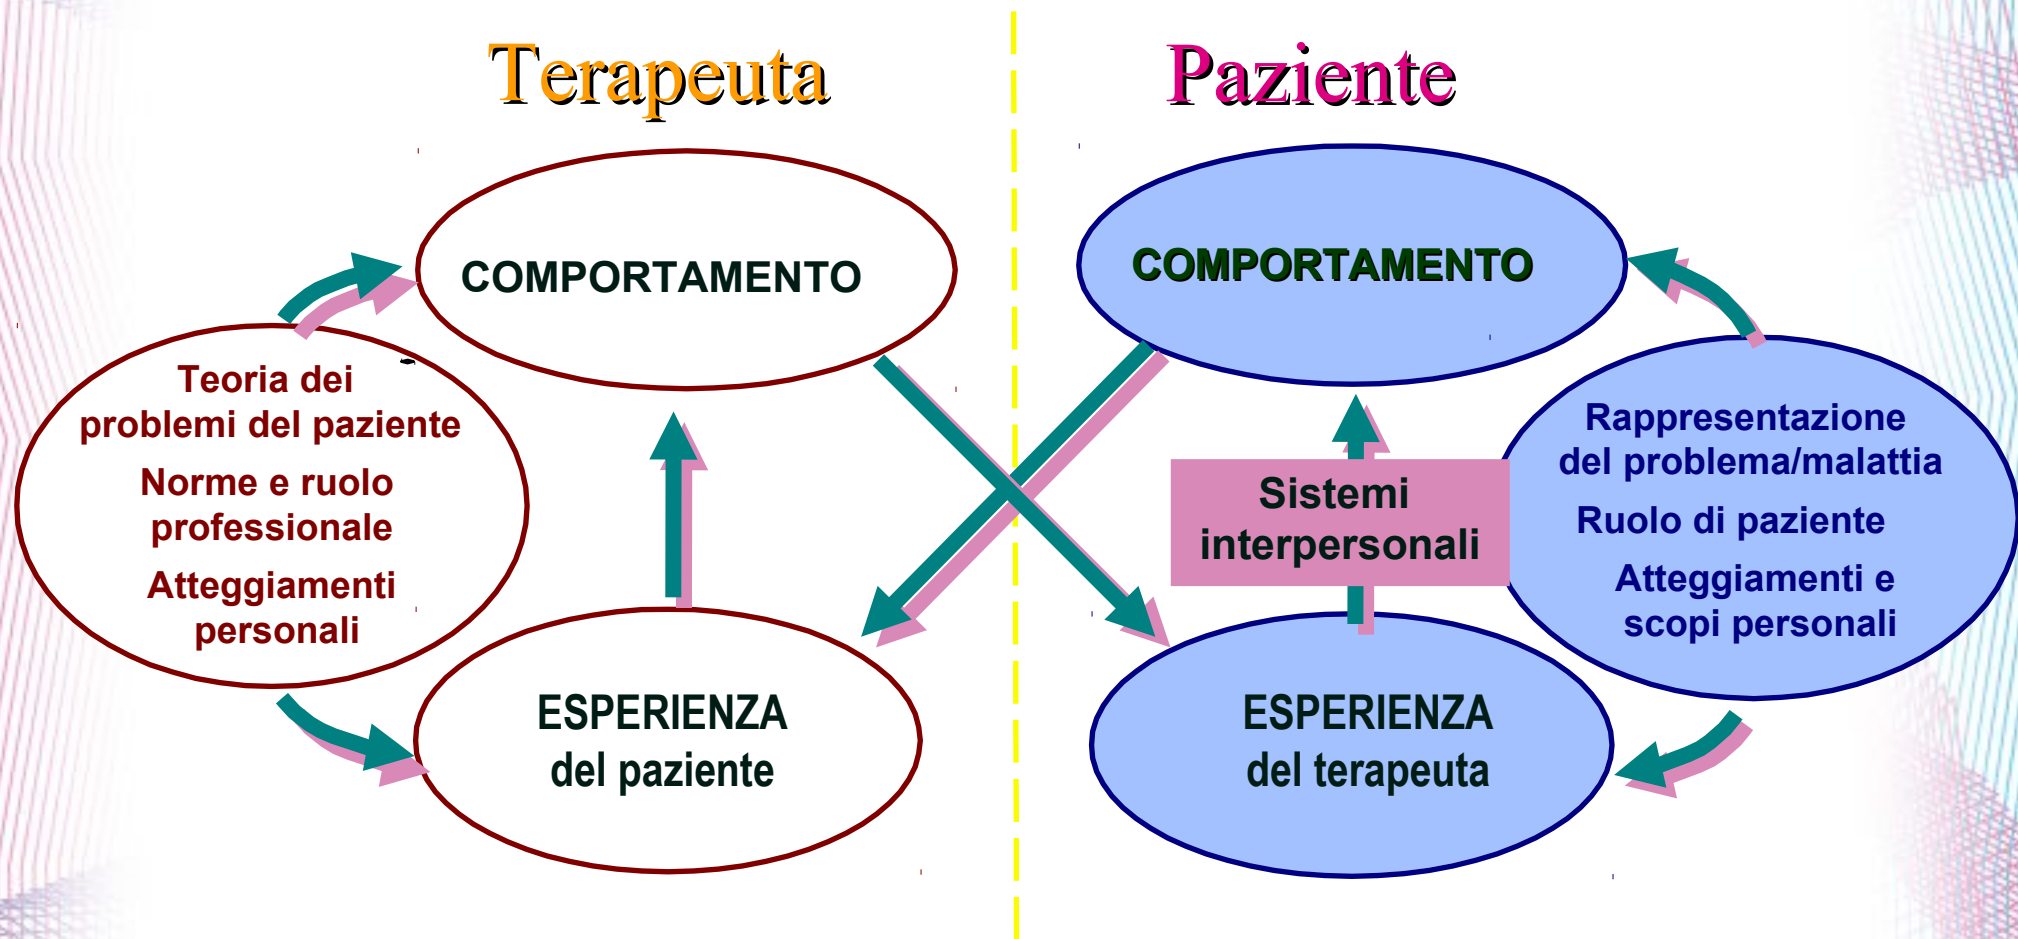 Terapeuta
Paziente
COMPORTAMENTO
COMPORTAMENTO
Teoria dei
problemi del paziente
Norme e ruolo
professionale
Atteggiamenti
personali
Sistemi
interpersonali
Rappresentazione
del problema/malattia
Ruolo di paziente
Atteggiamenti e
scopi personali
ESPERIENZA
del paziente
ESPERIENZA
del terapeuta